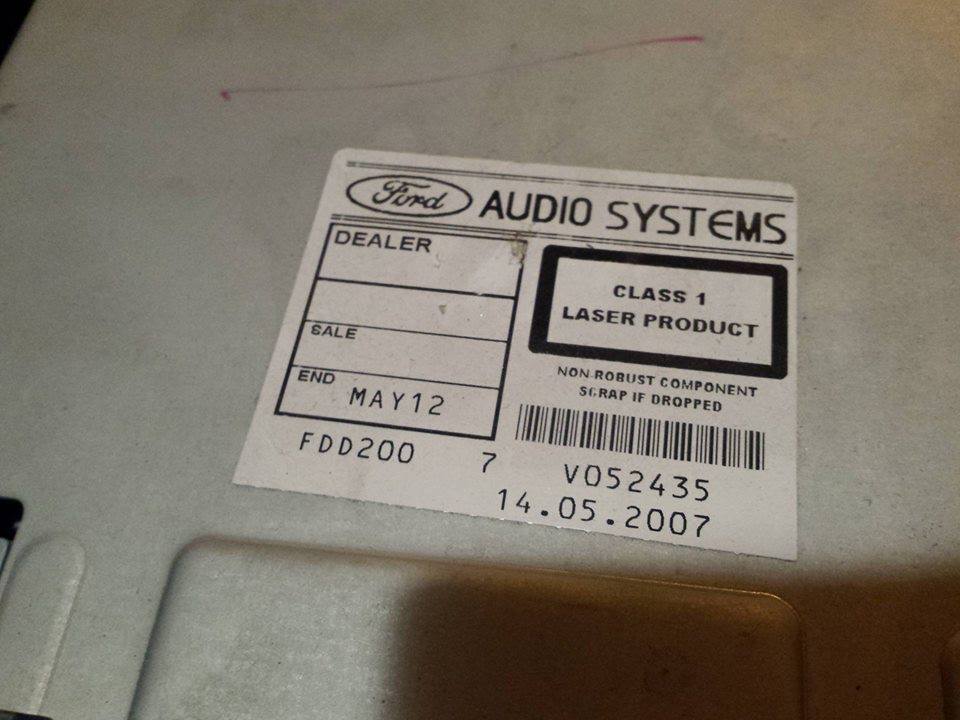 Ford AUDIO SYSTEMS
DEALER
SALE
END
MAY12
CLASS 1
LASER PRODUCT
NON-ROBUST COMPONENT
SCRAP IF DROPPED
FDD200 7 V052435
14.05.2007